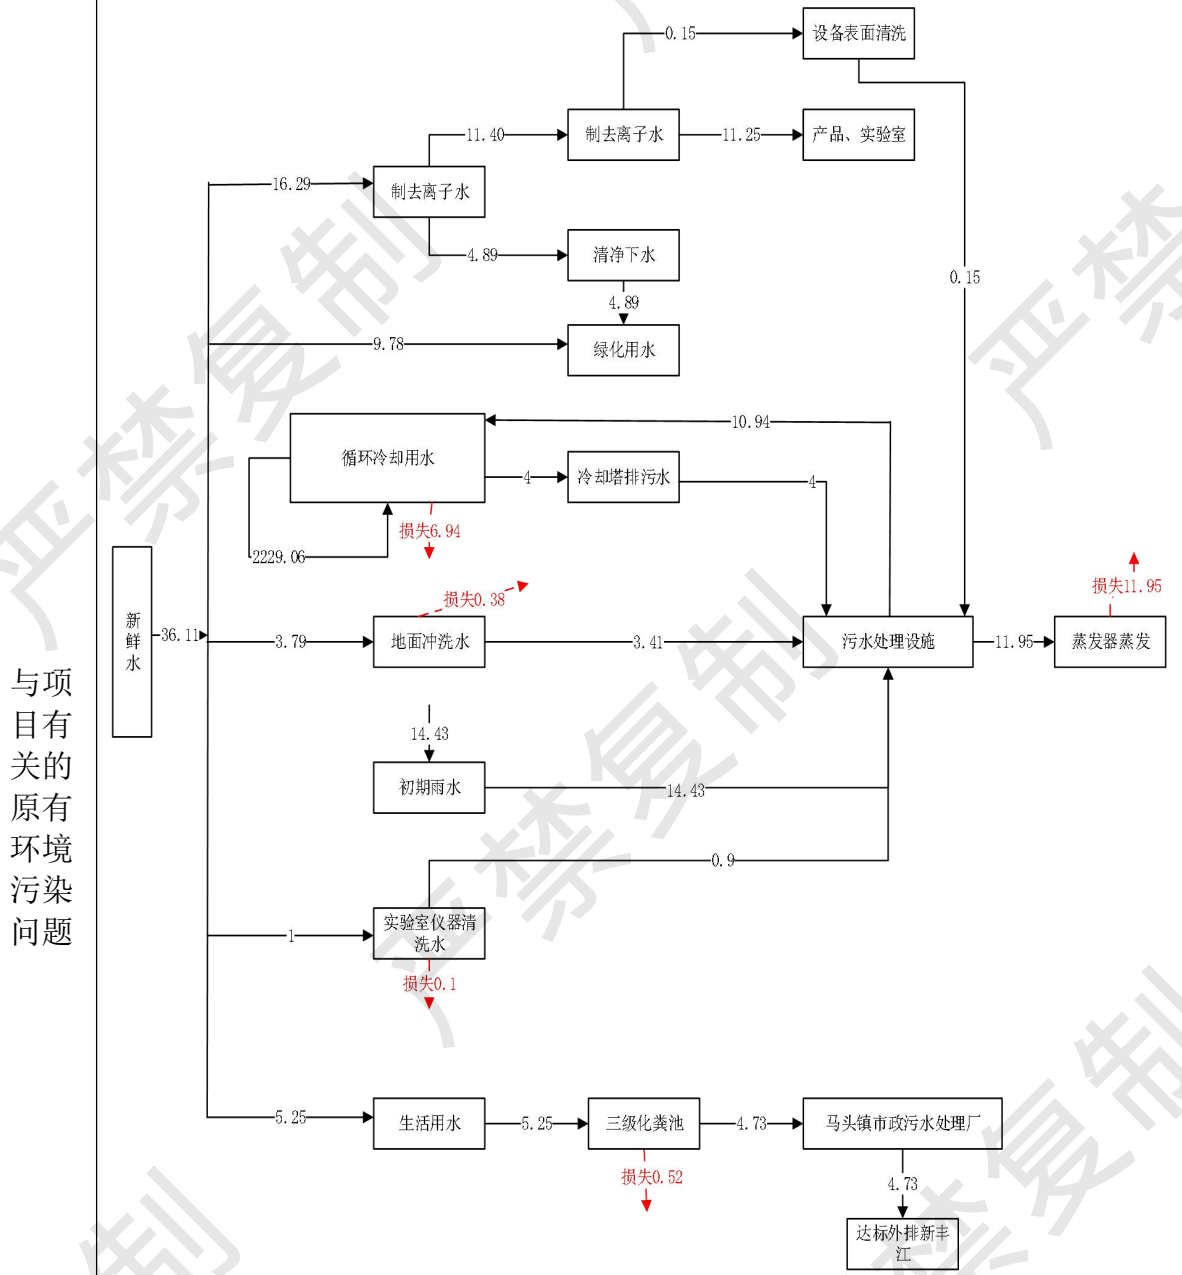 0.15
设备表面清洗
11.40
制去离子水
11.25
产品、实验室
16.29
制去离子水
4.89
清净下水
0.15
4.89
9.78
绿化用水
10.94
循环冷却用水
4
冷却塔排污水
4
损失6.94
2229.06
损失0.38
损失11.95
新
鲜
水
36.11
3.79
地面冲洗水
3.41
污水处理设施
11.95
蒸发器蒸发
14.43
初期雨水
14.43
0.9
1
实验室仪器清
洗水
损失0.1
5.25
生活用水
5.25
三级化粪池
4.73
马头镇市政污水处理厂
损失0.52
4.73
达标外排新丰
江
与项
目有
关的
原有
环境
污染
问题
严禁复制
严禁复制
严禁复制